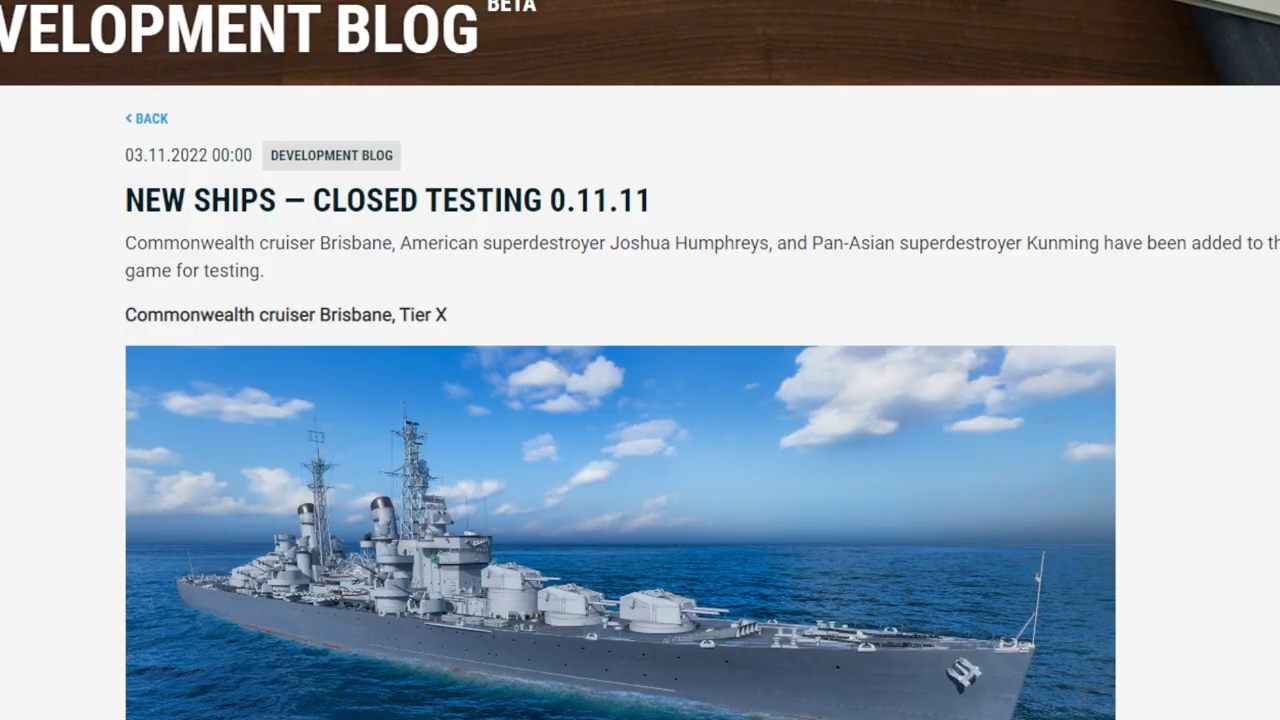 BETA
VELOPMENT BLOG
< BACK
03.11.2022 00:00 DEVELOPMENT BLOG
NEW SHIPS — CLOSED TESTING 0.11.11
Commonwealth cruiser Brisbane, American superdestroyer Joshua Humphreys, and Pan-Asian superdestroyer Kunming have been added to th
game for testing.
Commonwealth cruiser Brisbane, Tier X